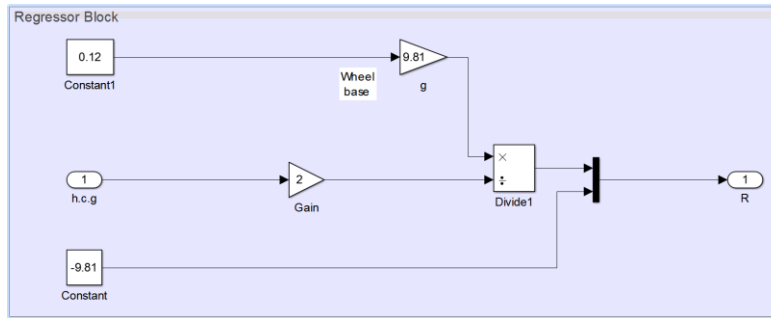 Regressor Block
0.12
Constant1
Wheel
base
9.81
g
1
h.c.g
2
Gain
×
÷
Divide1
1
R
-9.81
Constant